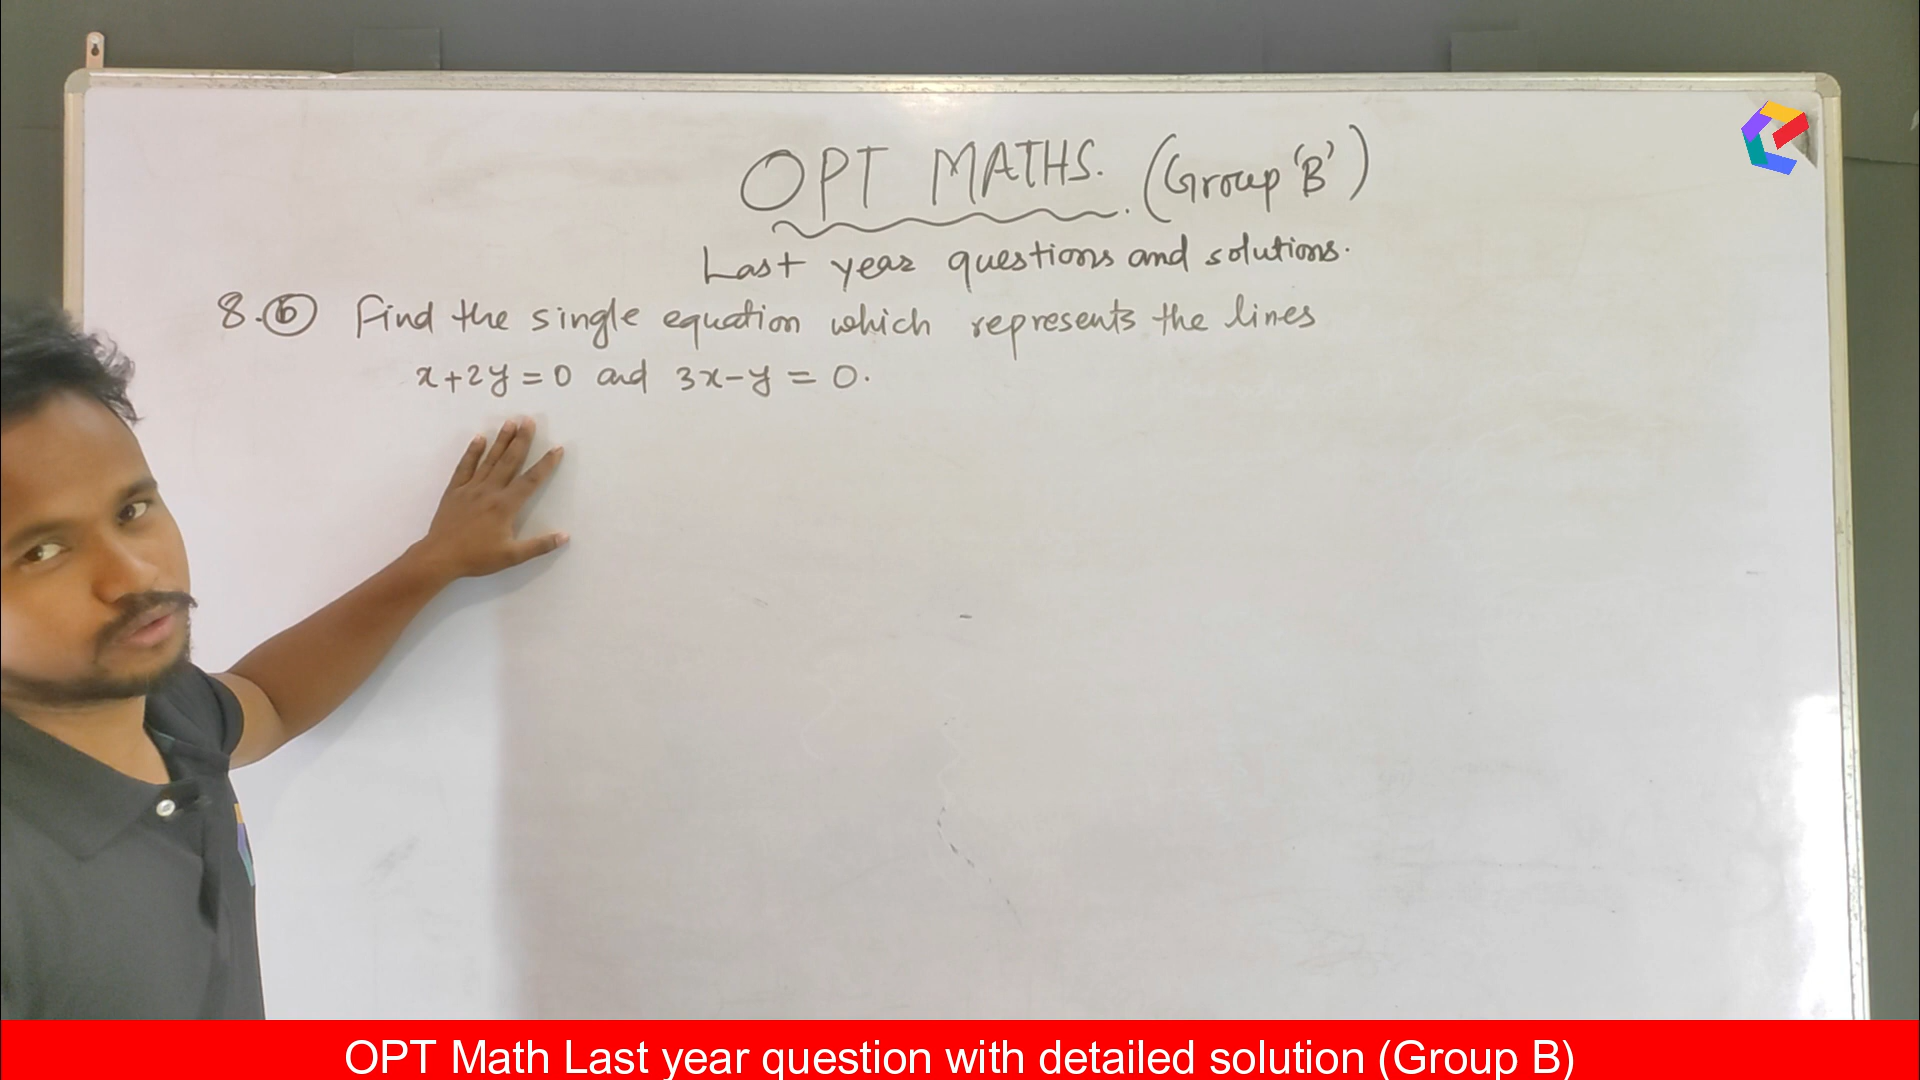 OPT MATHS. (Group 'B')
Last year questions and solutions.
8. ⓑ Find the single equation which represents the lines
x+2y=0 and 3x-y=0.
OPT Math Last year question with detailed solution (Group B)